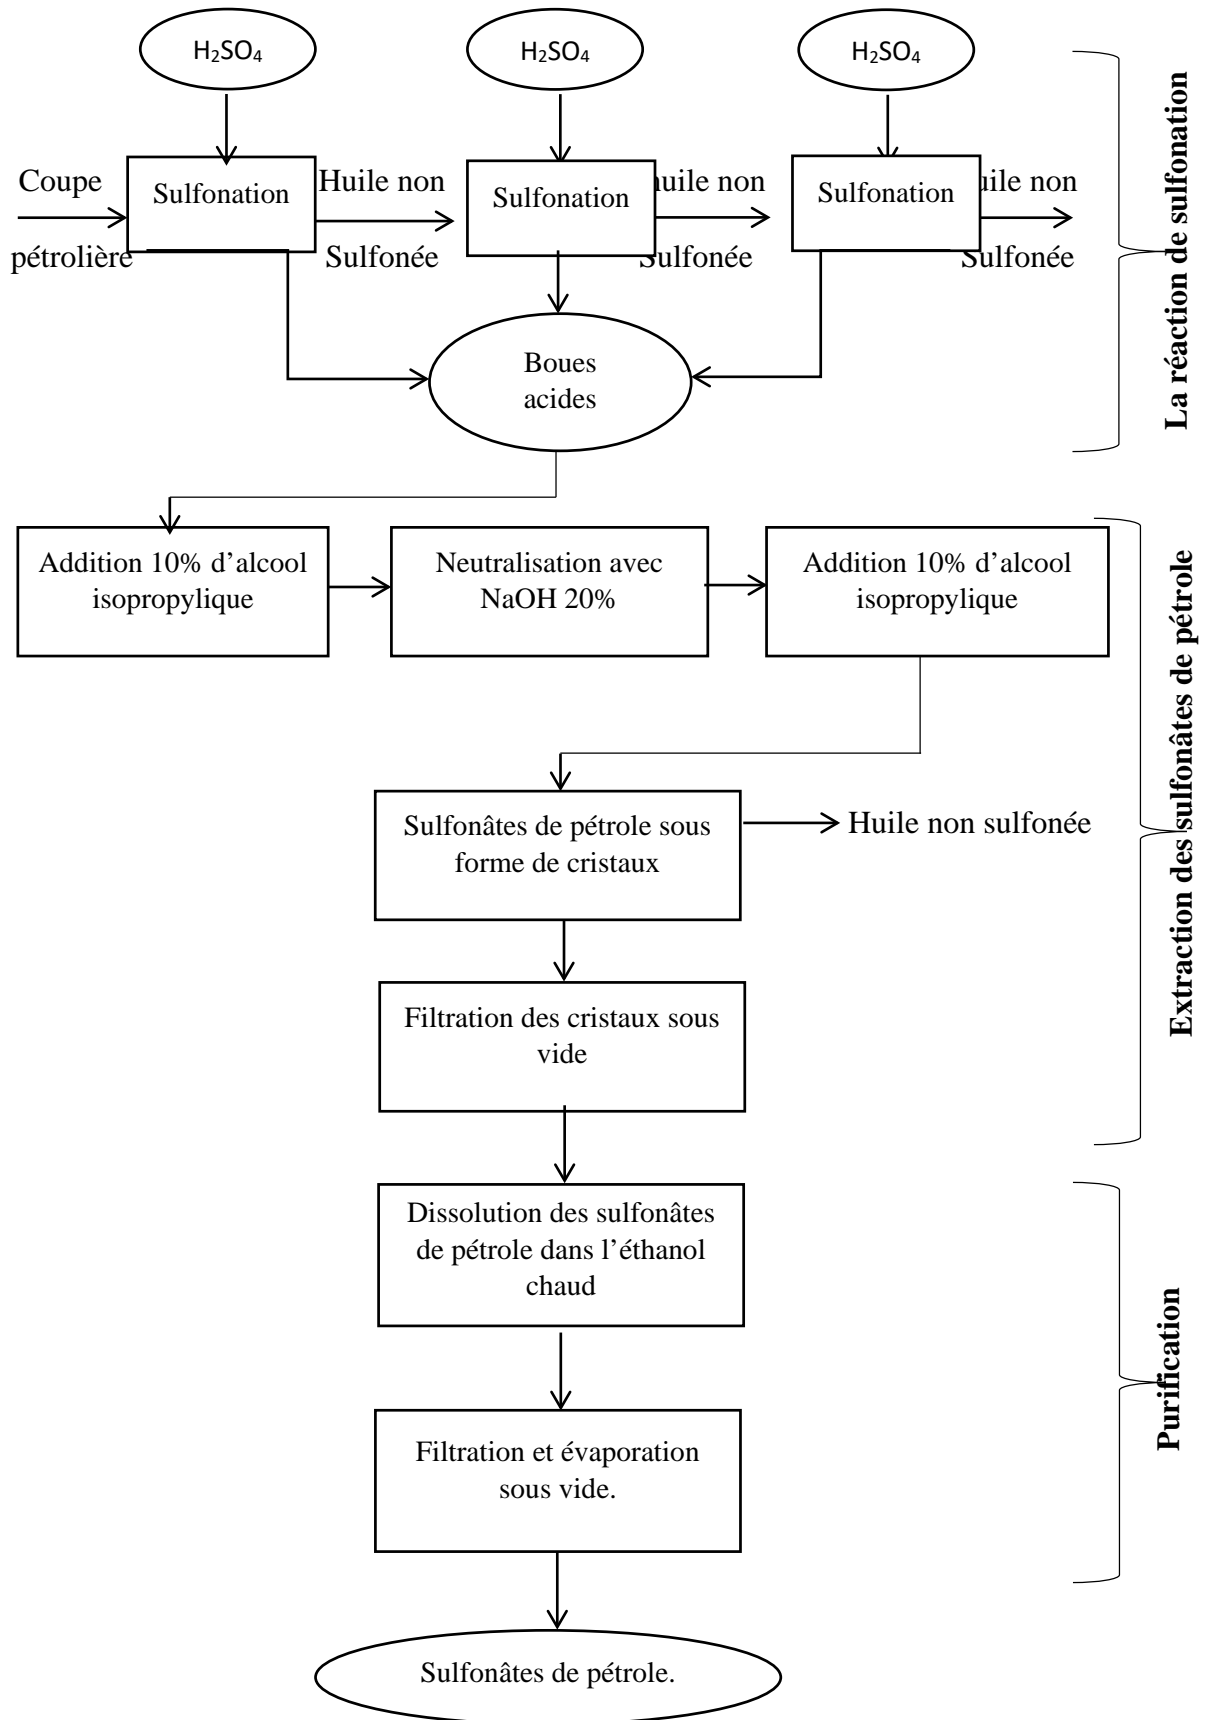 H₂SO₄
H₂SO₄
H₂SO₄
Coupe
pétrolière
Sulfonation
Huile non
Sulfonée
Sulfonation
huile non
Sulfonée
Sulfonation
uile non
Sulfonée
Boues
acides
La réaction de sulfonation
Addition 10% d’alcool
isopropylique
Neutralisation avec
NaOH 20%
Addition 10% d’alcool
isopropylique
Sulfonâtes de pétrole sous
forme de cristaux
Huile non sulfonée
Filtration des cristaux sous
vide
Extraction des sulfonâtes de pétrole
Dissolution des sulfonâtes
de pétrole dans l’éthanol
chaud
Filtration et évaporation
sous vide.
Purification
Sulfonâtes de pétrole.